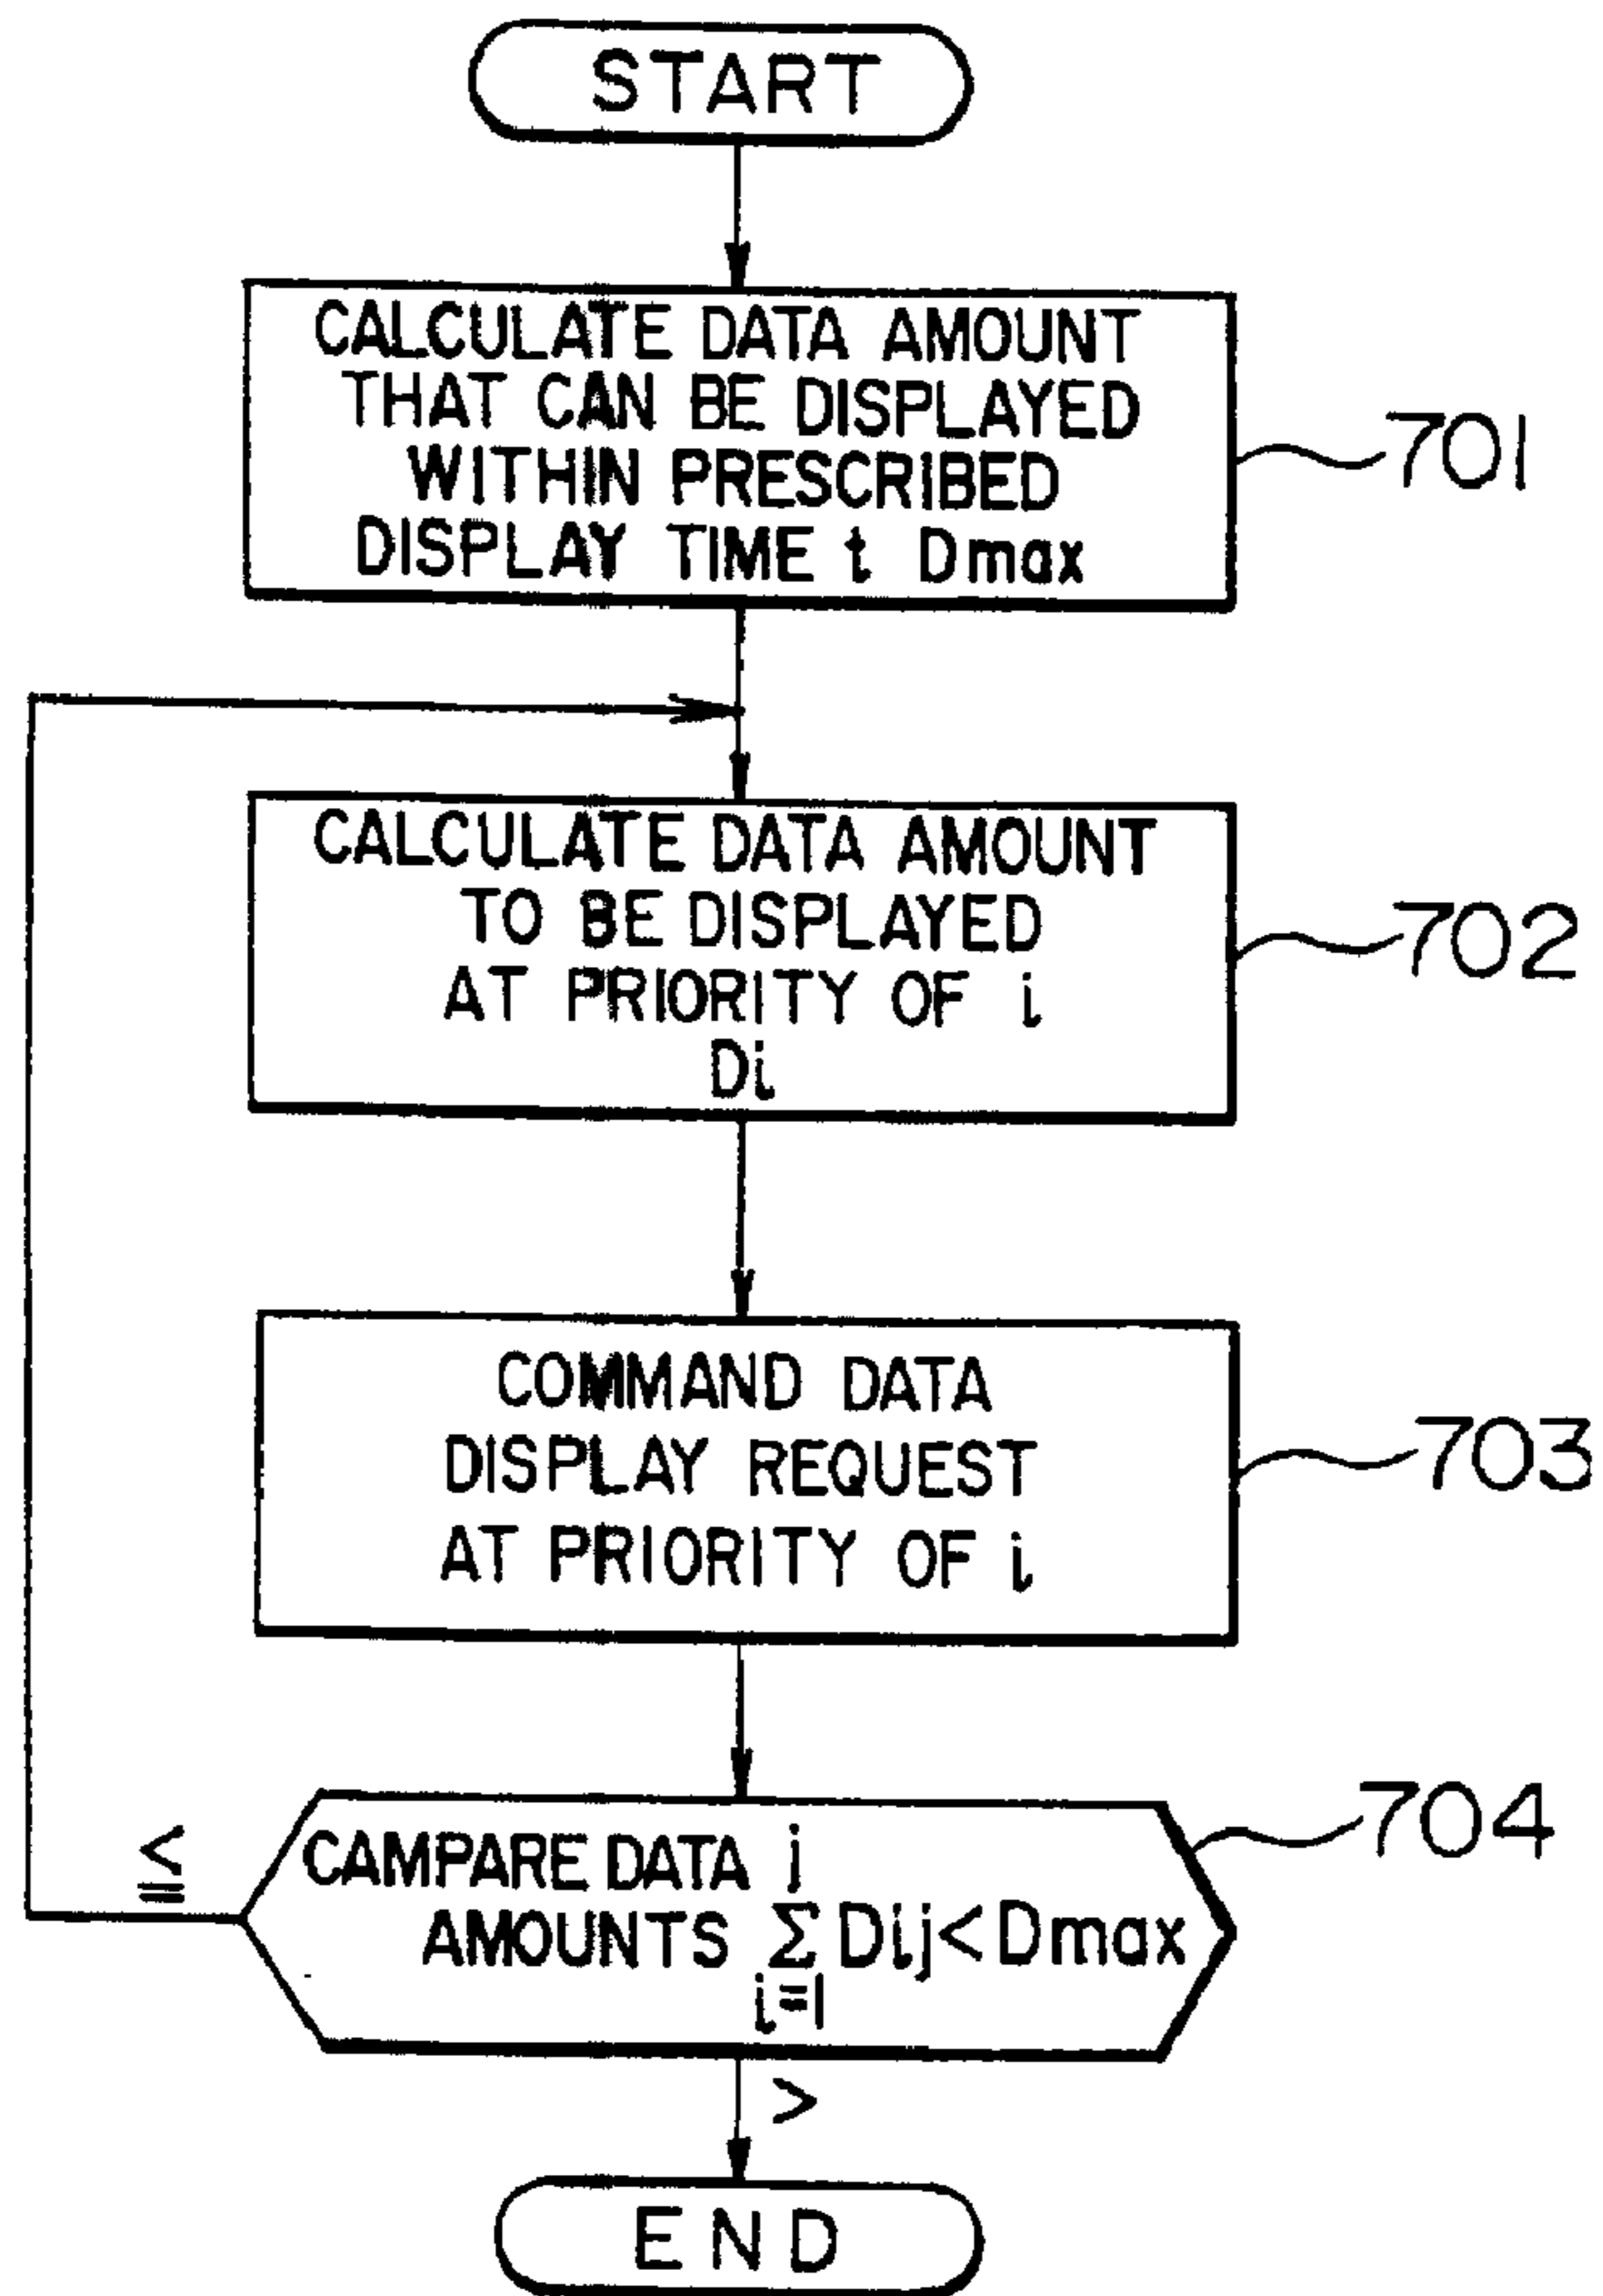 START
CALCULATE DATA AMOUNT
THAT CAN BE DISPLAYED
WITHIN PRESCRIBED
DISPLAY TIME t Dmax
701
CALCULATE DATA AMOUNT
TO BE DISPLAYED
AT PRIORITY OF i
Di
702
COMMAND DATA
DISPLAY REQUEST
AT PRIORITY OF i
703
704
≦
CAMPARE DATA j
AMOUNTS Σ Dij<Dmax
i=1
>
END